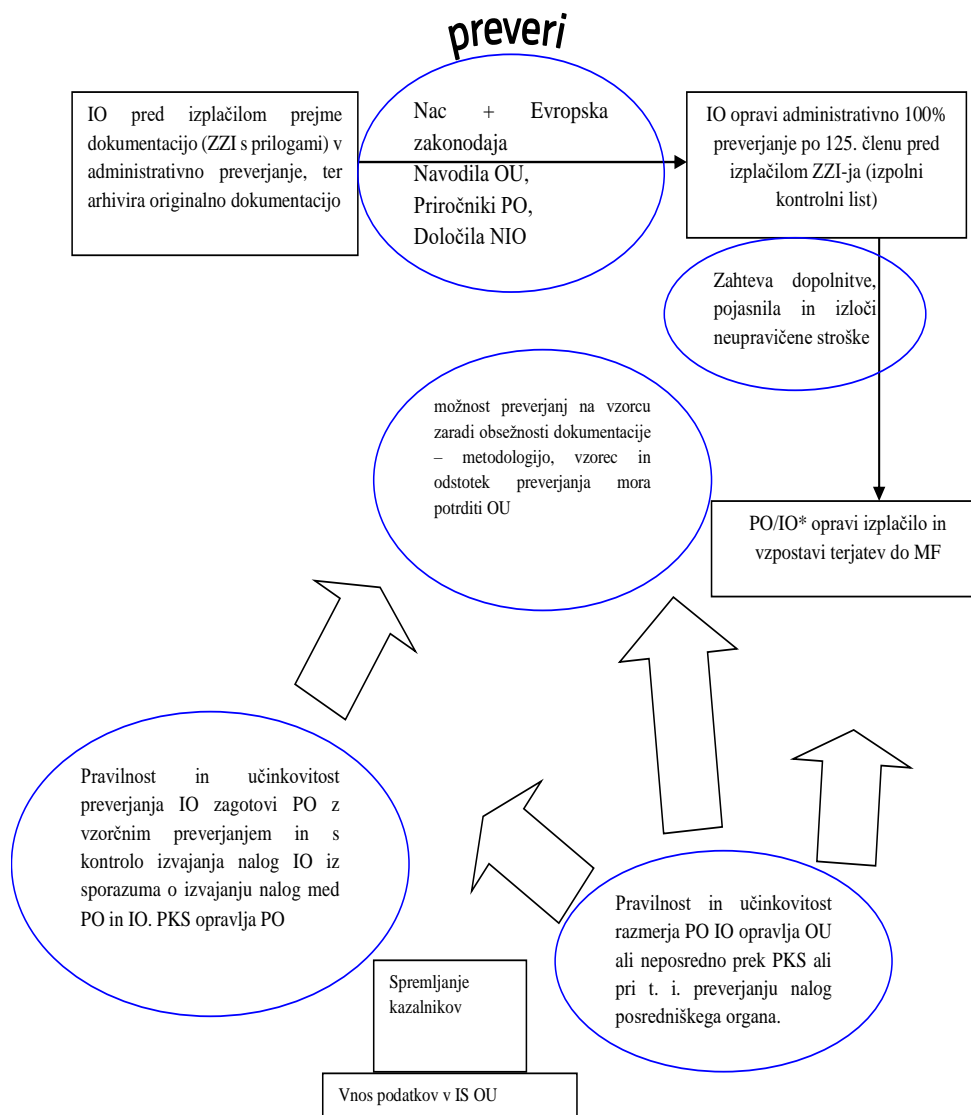 preveri
IO pred izplačilom prejme
dokumentacijo (ZZI s prilogami) v
administrativno preverjanje, ter
arhivira originalno dokumentacijo
Nac + Evropska
zakonodaja
Navodila OU,
Priročniki PO,
Določila NIO
IO opravi administrativno 100%
preverjanje po 125. členu pred
izplačilom ZZI-ja (izpolni
kontrolni list)
Zahteva dopolnitve,
pojasnila in izloči
neupravičene stroške
možnost preverjanj na vzorcu
zaradi obsežnosti dokumentacije
– metodologijo, vzorec in
odstotek preverjanja mora
potrditi OU
PO/IO* opravi izplačilo in
vzpostavi terjatev do MF
Pravilnost in učinkovitost
preverjanja IO zagotovi PO z
vzorčnim preverjanjem in s
kontrolo izvajanja nalog IO iz
sporazuma o izvajanju nalog med
PO in IO. PKS opravlja PO
Pravilnost in učinkovitost
razmerja PO IO opravlja OU
ali neposredno prek PKS ali
pri t. i. preverjanju nalog
posredniškega organa.
Spremljanje
kazalnikov
Vnos podatkov v IS OU